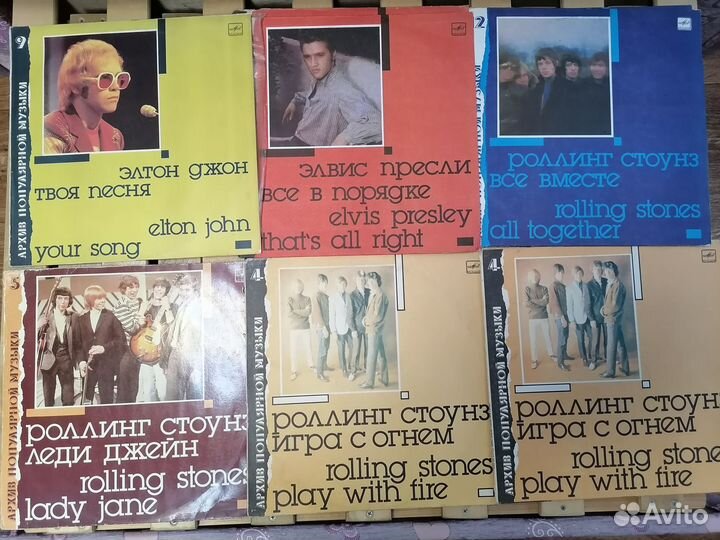 9
АРХИВ ПОПУЛЯРНОЙ МУЗЫКИ
элтон джон
твоя песня
elton john
your song
элвис пресли
все в порядке
elvis presley
that's all right
2
роллинг стоунз
все вместе
rolling stones
all together
5
АРХИВ ПОПУЛЯРНОЙ МУЗЫКИ
роллинг стоунз
леди джейн
rolling stones
lady jane
4
АРХИВ ПОПУЛЯРНОЙ МУЗЫКИ
роллинг стоунз
игра с огнем
rolling stones
play with fire
4
АРХИВ ПОПУЛЯРНОЙ МУЗЫКИ
роллинг стоунз
игра с огнем
rolling stones
play with fire
Avito